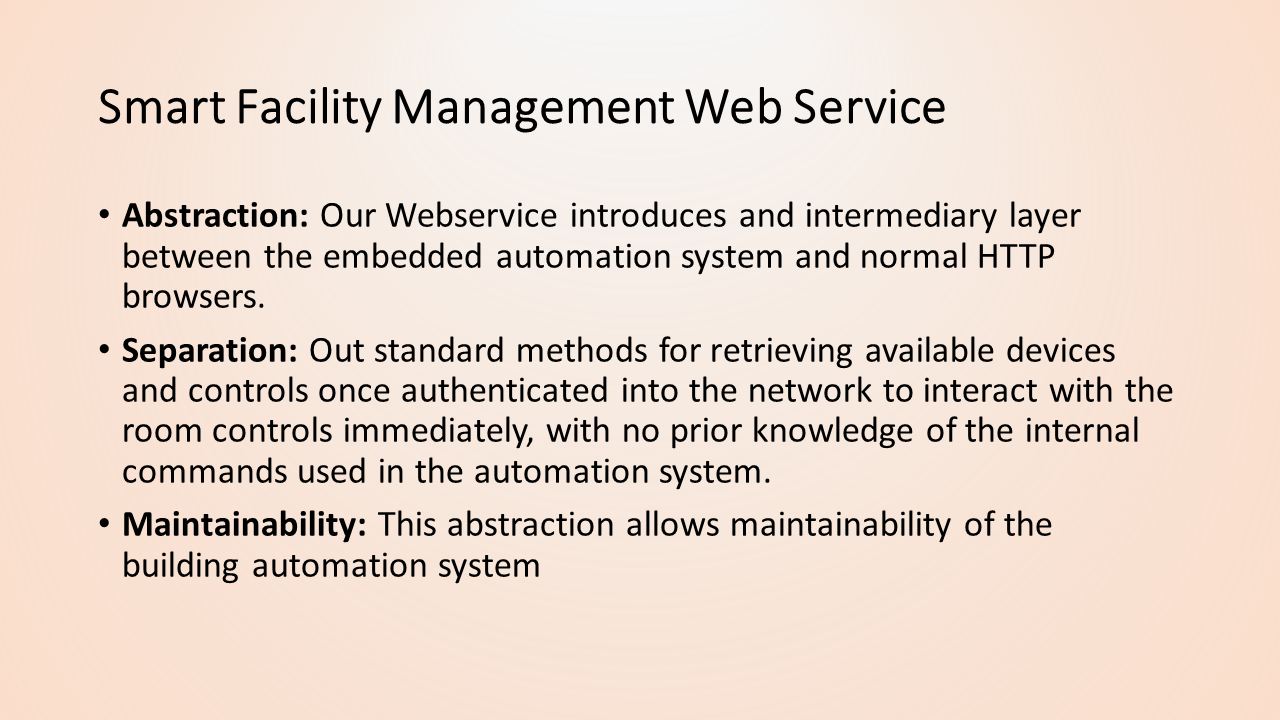 Smart Facility Management Web Service
• Abstraction: Our Webservice introduces and intermediary layer
between the embedded automation system and normal HTTP
browsers.
• Separation: Out standard methods for retrieving available devices
and controls once authenticated into the network to interact with the
room controls immediately, with no prior knowledge of the internal
commands used in the automation system.
• Maintainability: This abstraction allows maintainability of the
building automation system